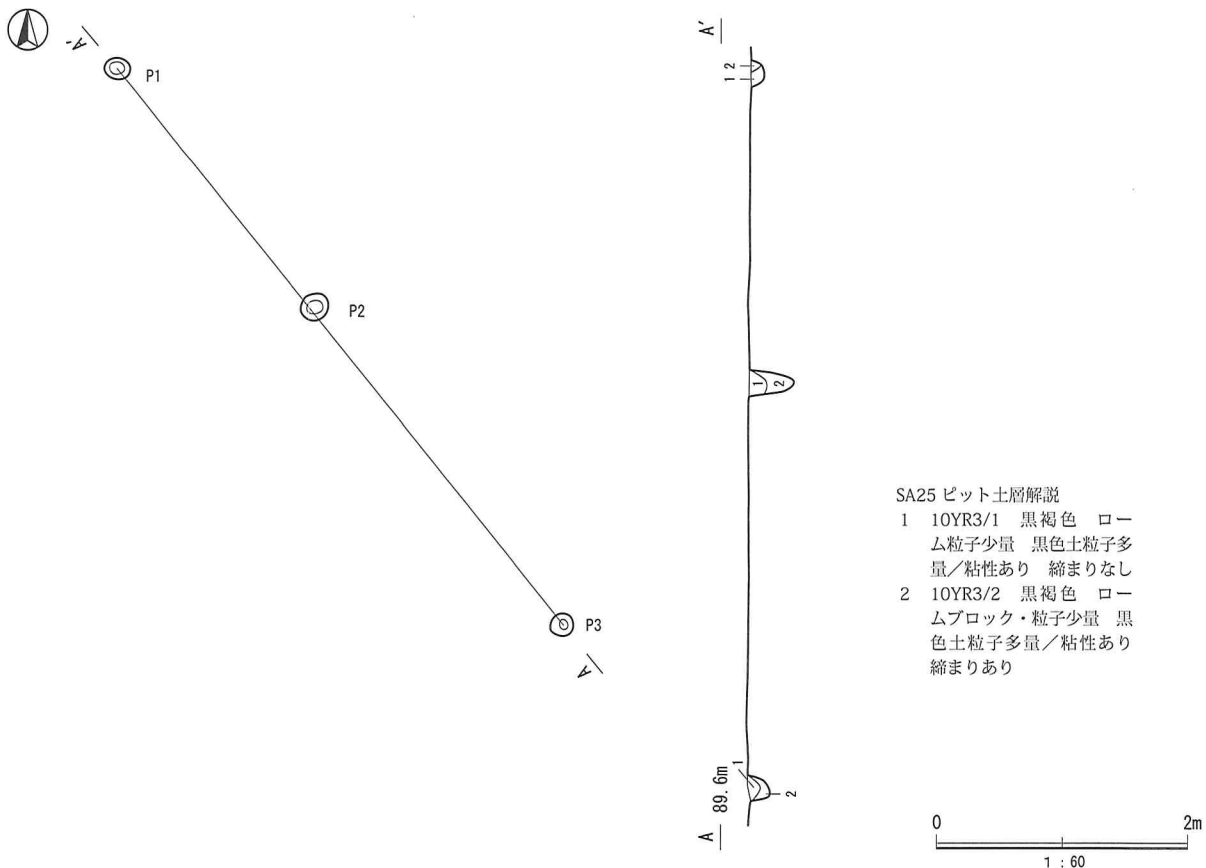 A'
P1
P2
P3
A
A'
1 2
1 2
1
2
A 89.6m
SA25 ピット土層解説
1 10YR3/1 黒褐色 ロー
ム粒子少量 黒色土粒子多
量／粘性あり 締まりなし
2 10YR3/2 黒褐色 ロー
ムブロック・粒子少量 黒
色土粒子多量／粘性あり
締まりあり
0 2m
1 : 60